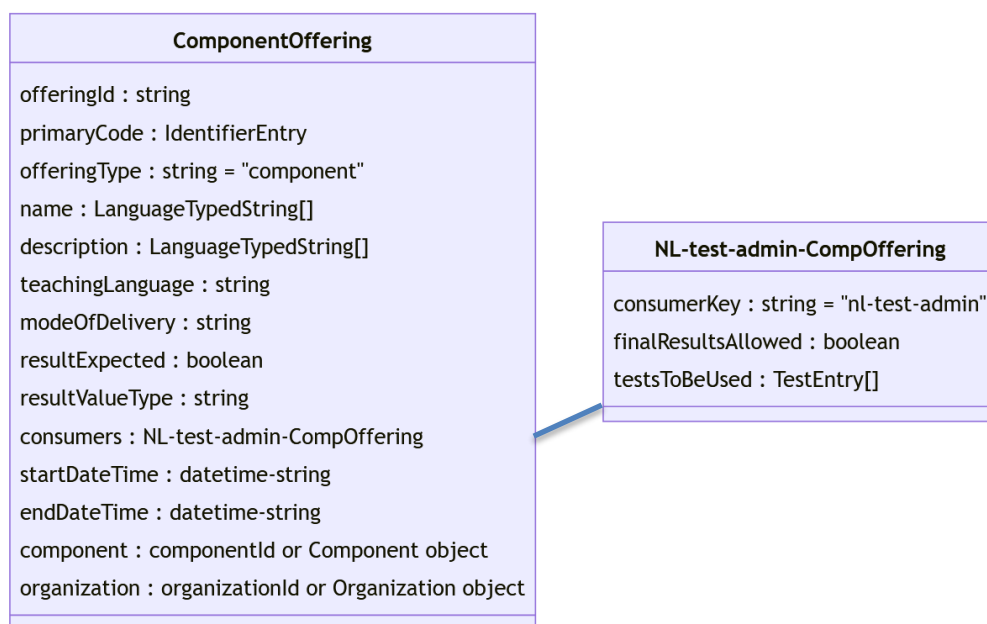 ComponentOffering
offeringId : string
primaryCode : IdentifierEntry
offeringType : string = "component"
name : LanguageTypedString[]
description : LanguageTypedString[]
teachingLanguage : string
modeOfDelivery : string
resultExpected : boolean
resultValueType : string
consumers : NL-test-admin-CompOffering
startDateTime : datetime-string
endDateTime : datetime-string
component : componentId or Component object
organization : organizationId or Organization object
NL-test-admin-CompOffering
consumerKey : string = "nl-test-admin"
finalResultsAllowed : boolean
testsToBeUsed : TestEntry[]